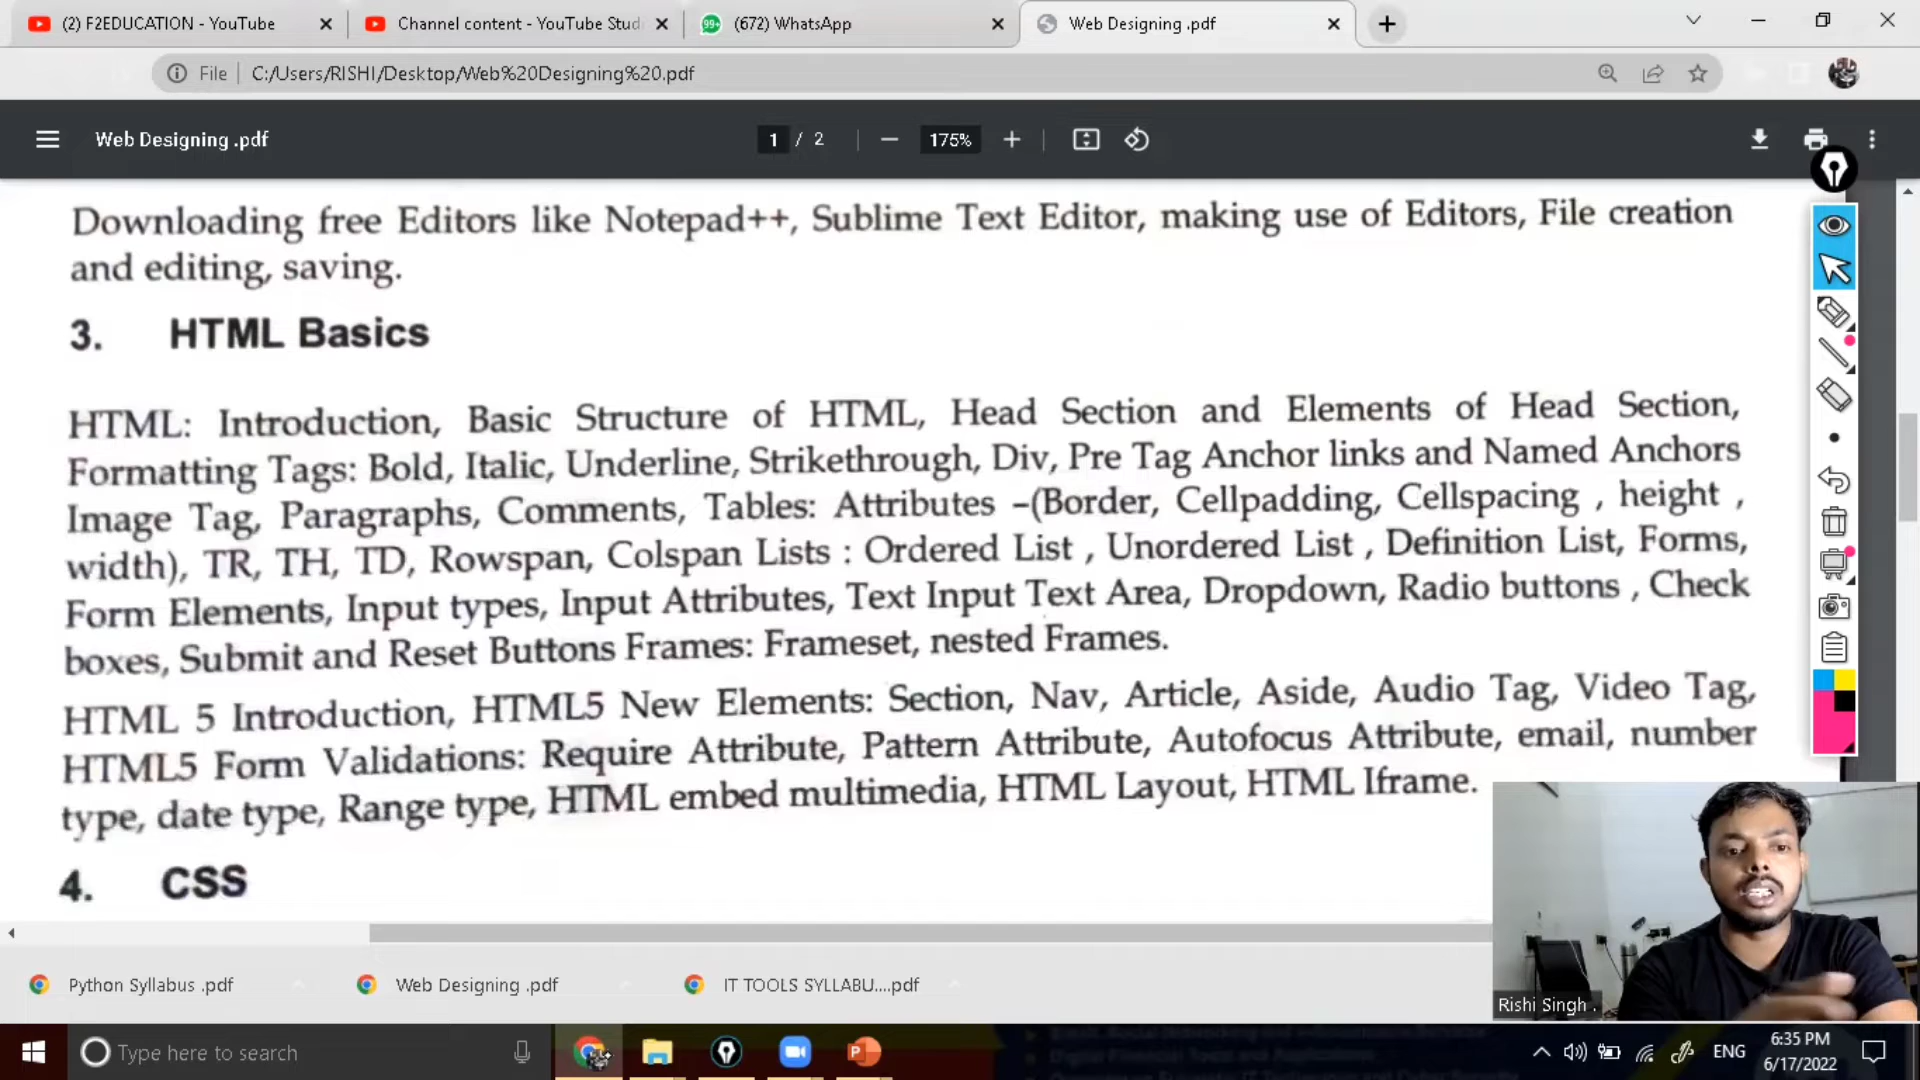 (2) F2EDUCATION - YouTube
Channel content - YouTube Stud
99+
(672) WhatsApp
Web Designing .pdf
File
C:/Users/RISHI/Desktop/Web%20Designing%20.pdf
Web Designing .pdf
1 / 2
175%
Downloading free Editors like Notepad++, Sublime Text Editor, making use of Editors, File creation
and editing, saving.
3. HTML Basics
HTML: Introduction, Basic Structure of HTML, Head Section and Elements of Head Section,
Formatting Tags: Bold, Italic, Underline, Strikethrough, Div, Pre Tag Anchor links and Named Anchors
Image Tag, Paragraphs, Comments, Tables: Attributes –(Border, Cellpadding, Cellspacing , height ,
width), TR, TH, TD, Rowspan, Colspan Lists : Ordered List , Unordered List , Definition List, Forms,
Form Elements, Input types, Input Attributes, Text Input Text Area, Dropdown, Radio buttons , Check
boxes, Submit and Reset Buttons Frames: Frameset, nested Frames.
HTML 5 Introduction, HTML5 New Elements: Section, Nav, Article, Aside, Audio Tag, Video Tag,
HTML5 Form Validations: Require Attribute, Pattern Attribute, Autofocus Attribute, email, number
type, date type, Range type, HTML embed multimedia, HTML Layout, HTML Iframe.
4. CSS
Rishi Singh .
Python Syllabus .pdf
Web Designing .pdf
IT TOOLS SYLLABU....pdf
Type here to search
ENG
6:35 PM
6/17/2022